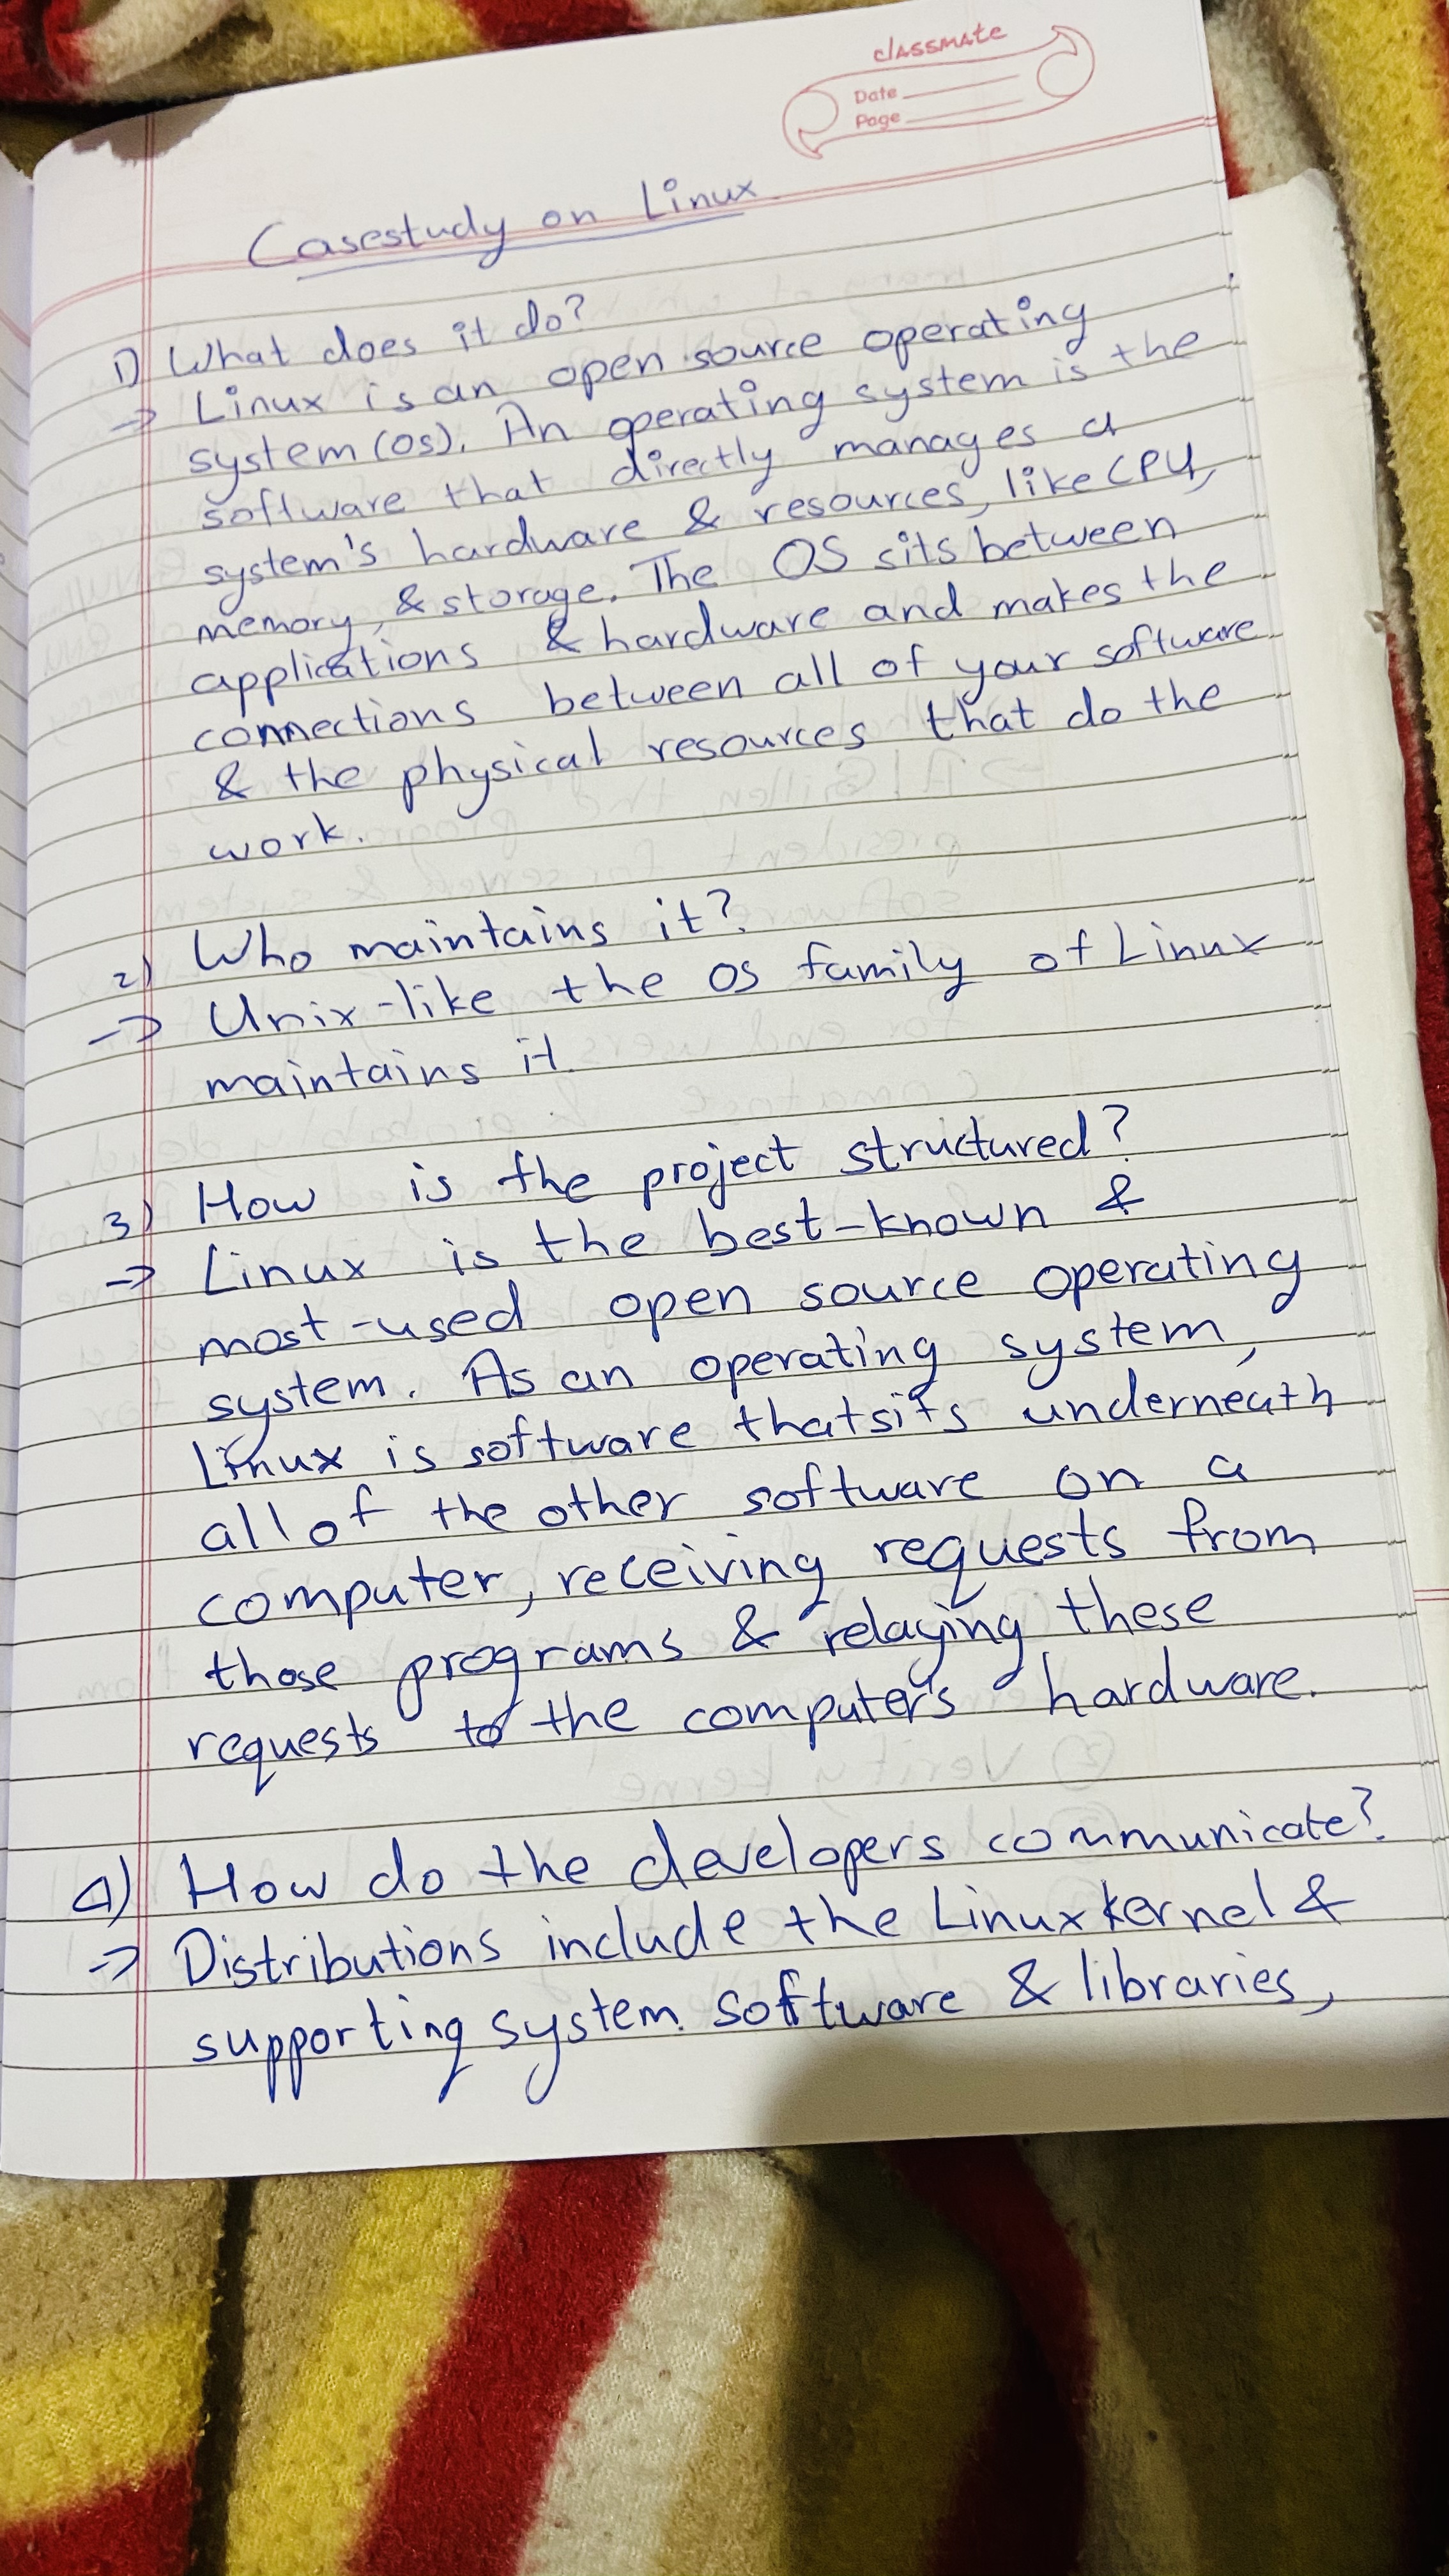 classmate
Date
Page
Casestudy on Linux
1) What does it do?
→ Linux is an open source operating
system (OS). An operating system is the
software that directly manages a
system's hardware & resources, like CPU,
memory, & storage. The OS sits between
applications & hardware and makes the
connections between all of your software
& the physical resources that do the
work.
2) Who maintains it?
→ Unix-like the OS family of Linux
maintains it.
3) How is the project structured?
→ Linux is the best-known &
most-used open source operating
system. As an operating system,
Linux is software that sits underneath
all of the other software on a
computer, receiving requests from
those programs & relaying these
requests to the computer's hardware.
4) How do the developers communicate?
→ Distributions include the Linux kernel &
supporting system software & libraries,